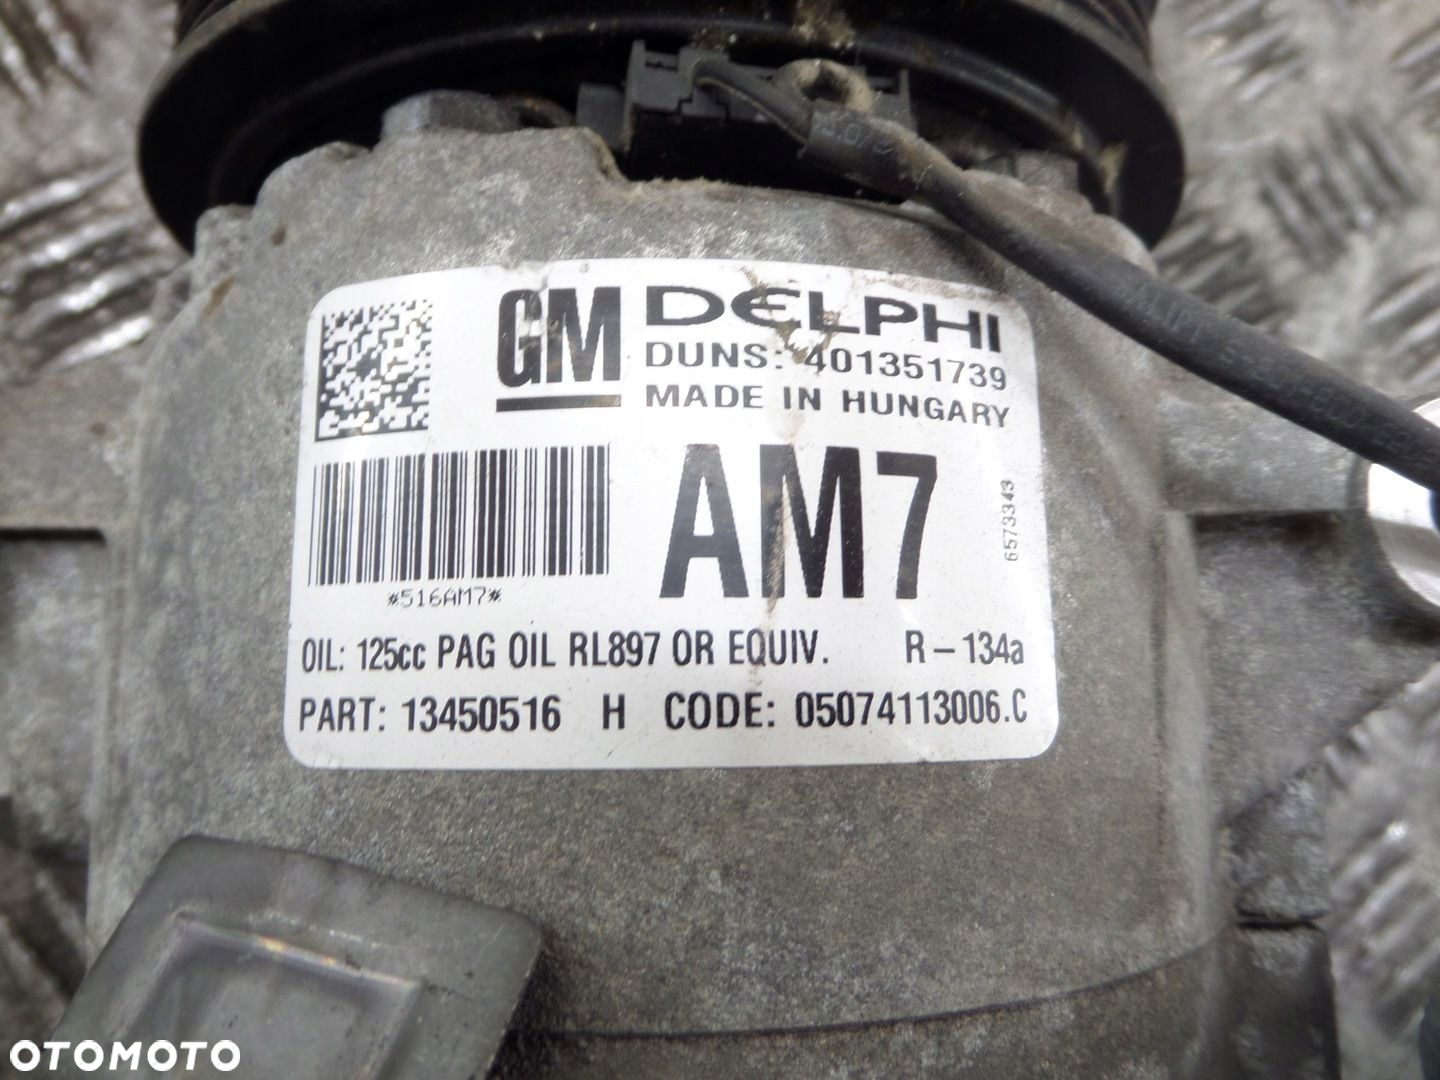 GM DELPHI
DUNS: 401351739
MADE IN HUNGARY
AM7
6573343
*516AM7*
OIL: 125cc PAG OIL RL897 OR EQUIV. R-134a
PART: 13450516 H CODE: 05074113006.C
OTOMOTO